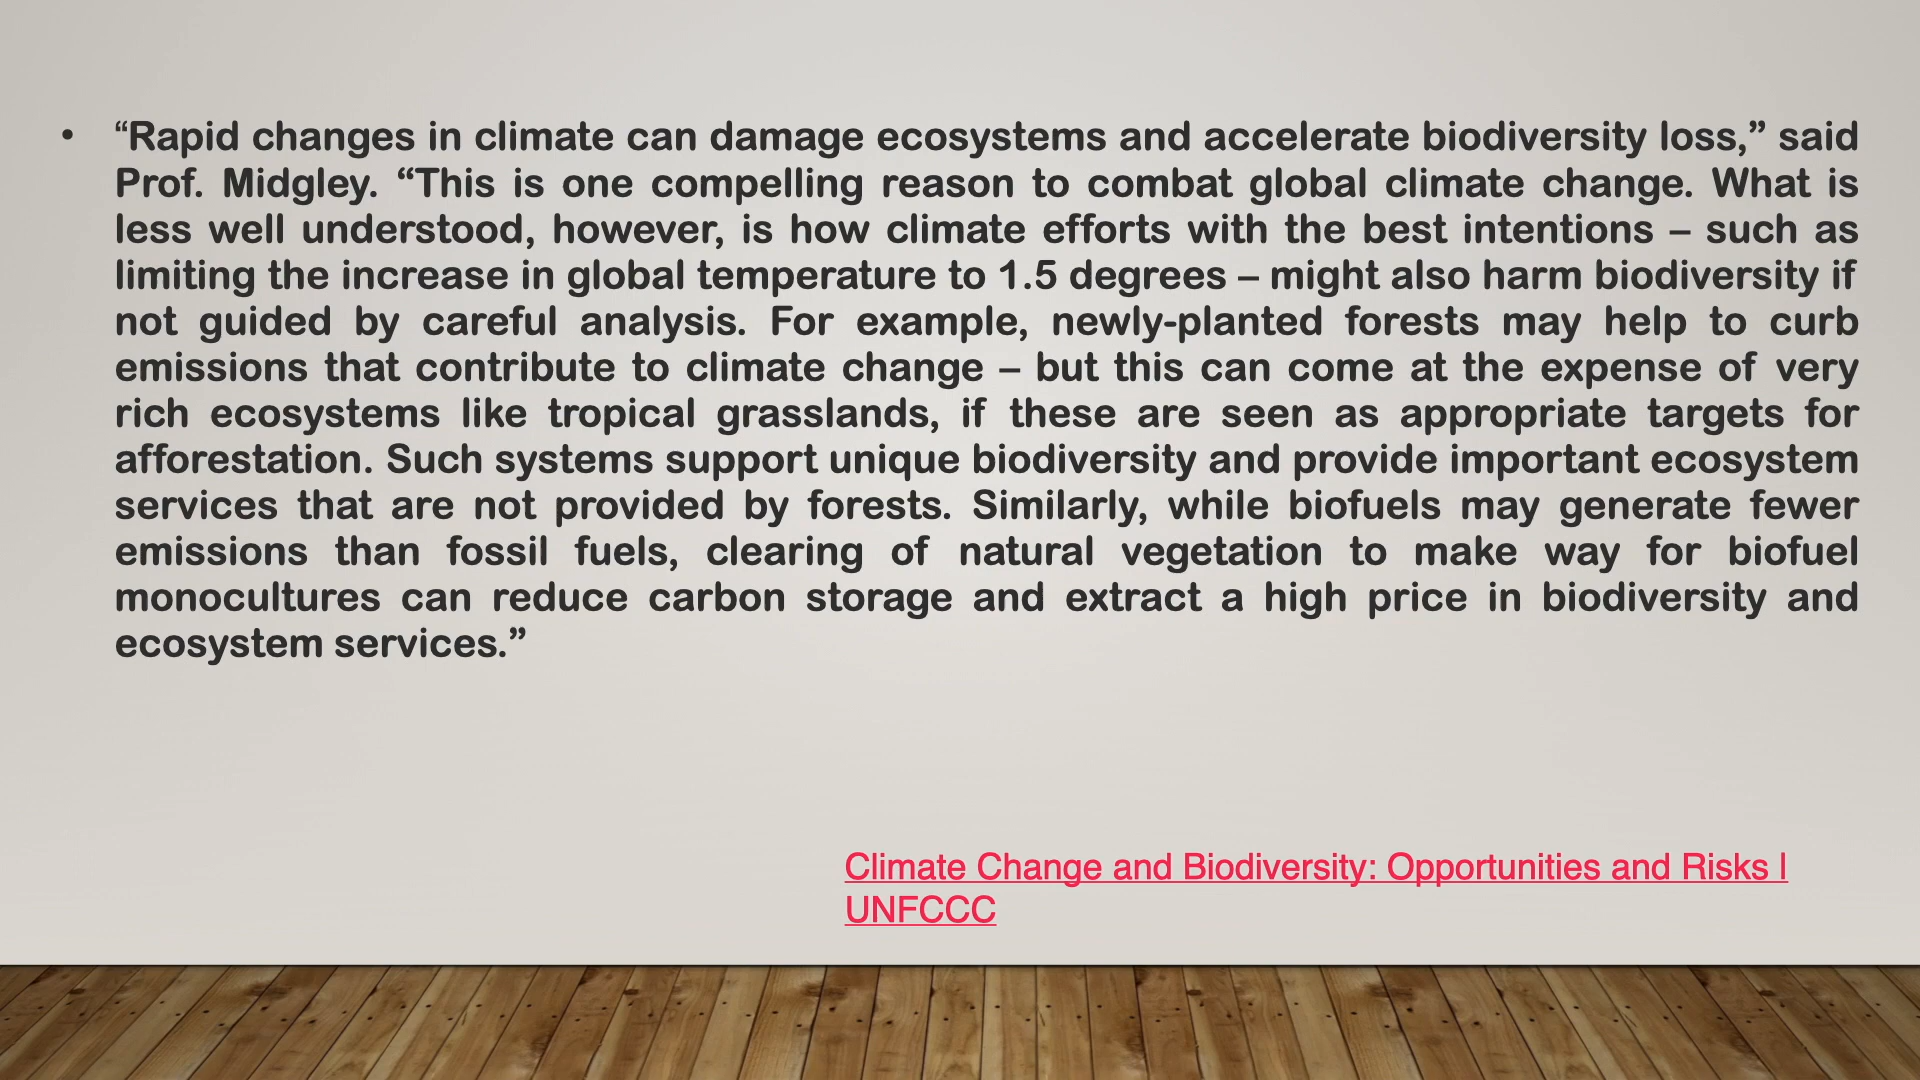 • “Rapid changes in climate can damage ecosystems and accelerate biodiversity loss,” said
Prof. Midgley. “This is one compelling reason to combat global climate change. What is
less well understood, however, is how climate efforts with the best intentions – such as
limiting the increase in global temperature to 1.5 degrees – might also harm biodiversity if
not guided by careful analysis. For example, newly-planted forests may help to curb
emissions that contribute to climate change – but this can come at the expense of very
rich ecosystems like tropical grasslands, if these are seen as appropriate targets for
afforestation. Such systems support unique biodiversity and provide important ecosystem
services that are not provided by forests. Similarly, while biofuels may generate fewer
emissions than fossil fuels, clearing of natural vegetation to make way for biofuel
monocultures can reduce carbon storage and extract a high price in biodiversity and
ecosystem services.”
Climate Change and Biodiversity: Opportunities and Risks |
UNFCCC